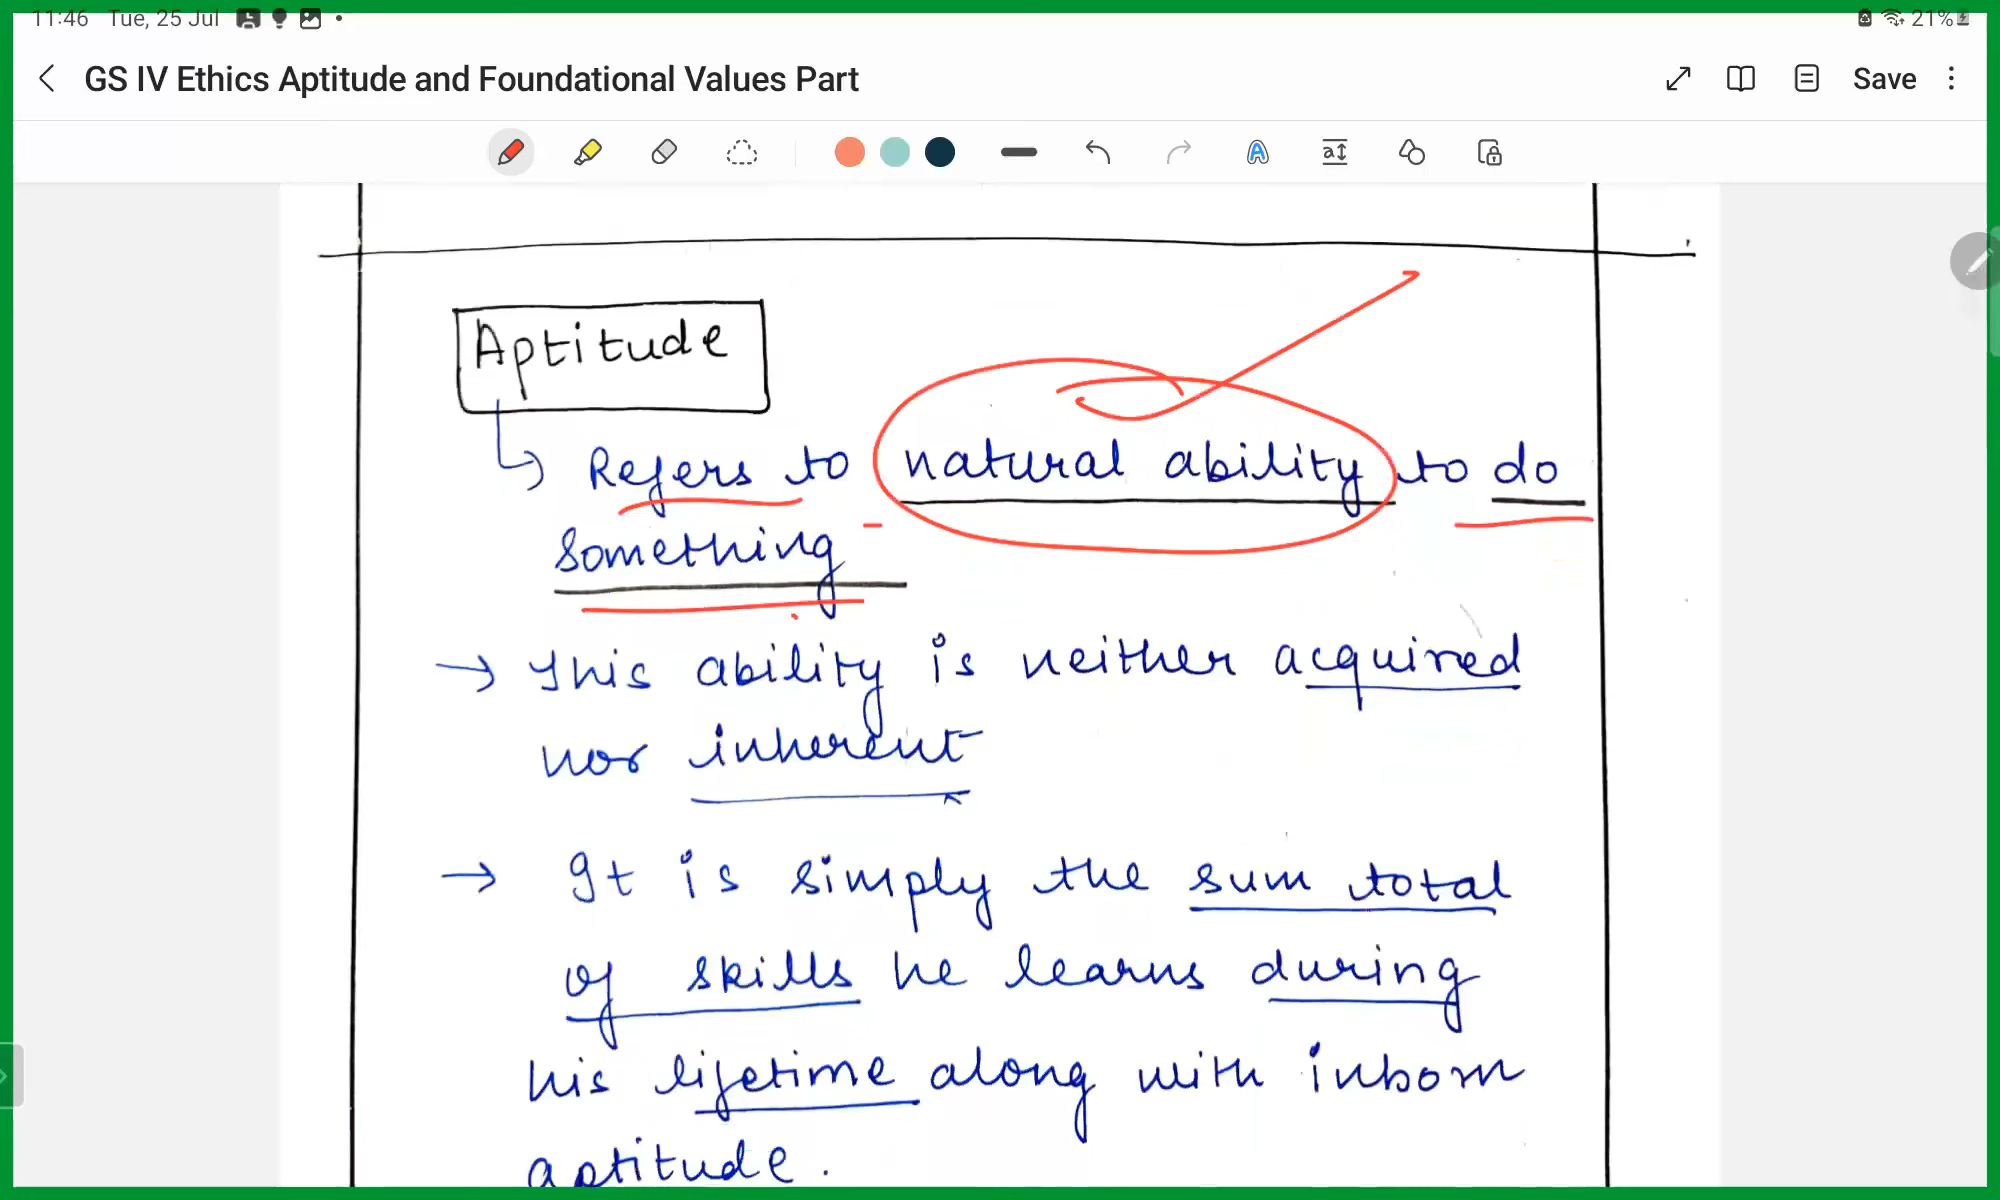 11:46 Tue, 25 Jul
21%
GS IV Ethics Aptitude and Foundational Values Part
Save
Aptitude
Refers to natural ability to do
something
→ This ability is neither acquired
nor inherent
→ It is simply the sum total
of skills he learns during
his lifetime along with inborn
aptitude.